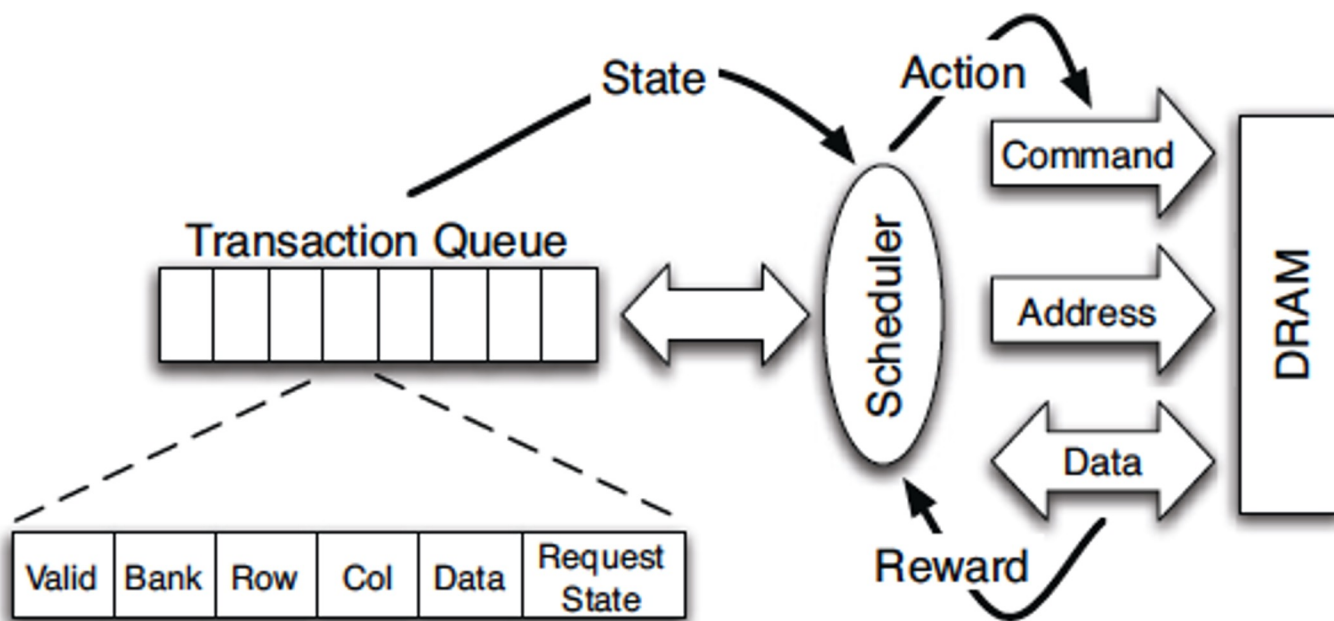 State
Action
Command
Transaction Queue
Scheduler
Address
DRAM
Data
Reward
Valid
Bank
Row
Col
Data
Request
State